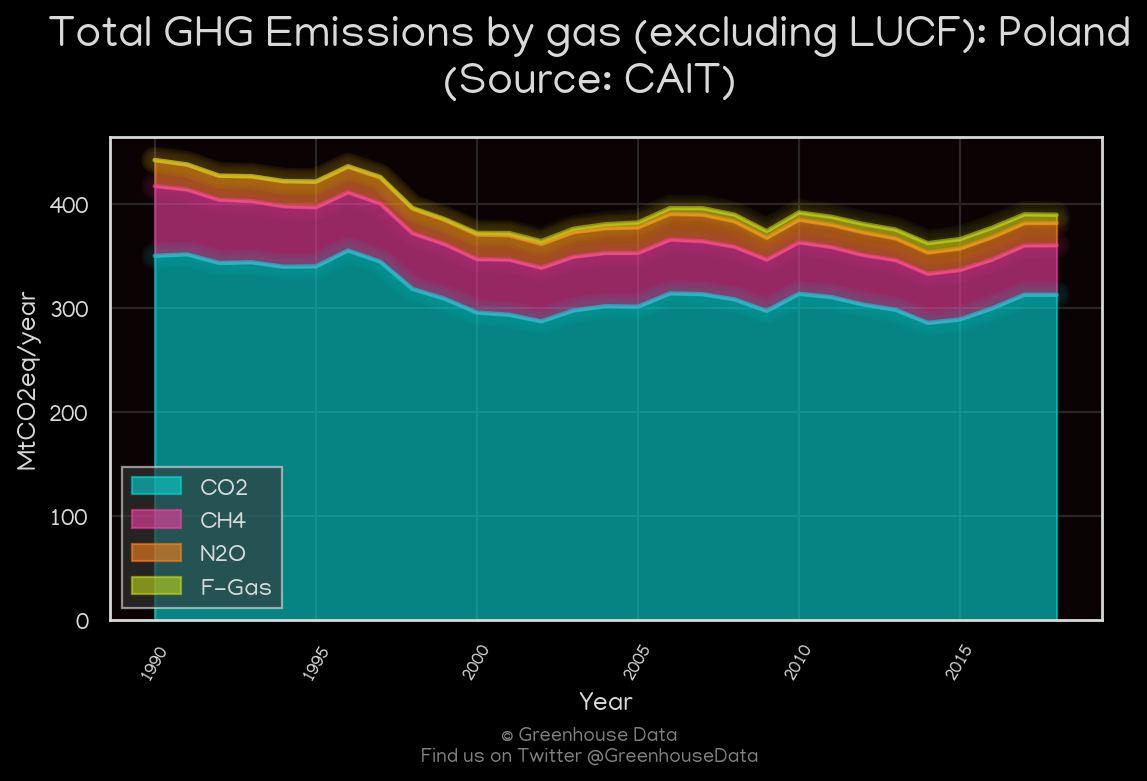 Total GHG Emissions by gas (excluding LUCF): Poland
(Source: CAIT)
MtCO2eq/year
400
300
200
100
0
CO2
CH4
N2O
F-Gas
1990
1995
2000
2005
2010
2015
Year
© Greenhouse Data
Find us on Twitter @GreenhouseData